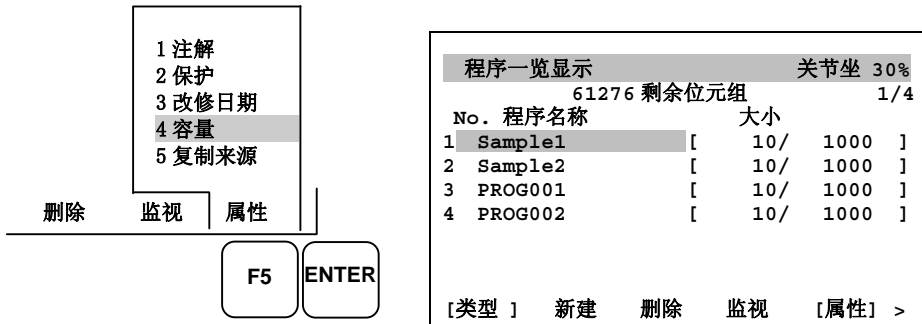 1 注解
2 保护
3 改修日期
4 容量
5 复制来源
删除 监视 属性
F5 ENTER
程序一览显示 关节坐 30%
61276 剩余位元组 1/4
No. 程序名称 大小
1 Sample1 [ 10/ 1000 ]
2 Sample2 [ 10/ 1000 ]
3 PROG001 [ 10/ 1000 ]
4 PROG002 [ 10/ 1000 ]
[类型 ] 新建 删除 监视 [属性] >